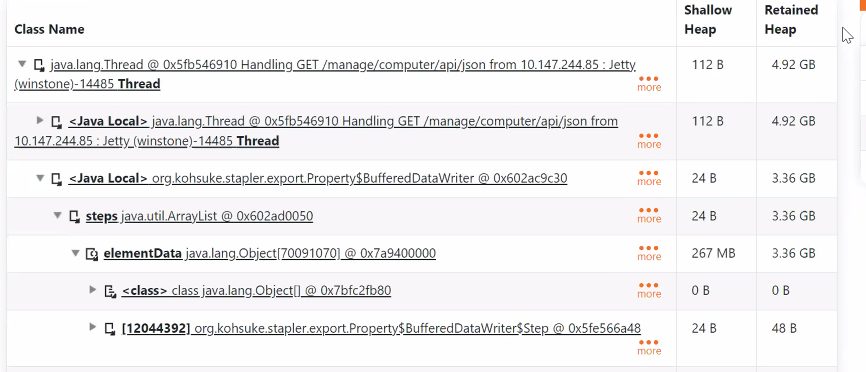 Class Name Shallow Heap Retained Heap
java.lang.Thread @ 0x5fb546910 Handling GET /manage/computer/api/json from 10.147.244.85 : Jetty
(winstone)-14485 Thread more 112 B 4.92 GB
<Java Local> java.lang.Thread @ 0x5fb546910 Handling GET /manage/computer/api/json from
10.147.244.85 : Jetty (winstone)-14485 Thread more 112 B 4.92 GB
<Java Local> org.kohsuke.stapler.export.Property$BufferedDataWriter @ 0x602ac9c30 more 24 B 3.36 GB
steps java.util.ArrayList @ 0x602ad0050 more 24 B 3.36 GB
elementData java.lang.Object[70091070] @ 0x7a9400000 more 267 MB 3.36 GB
<class> class java.lang.Object[] @ 0x7bfc2fb80 more 0 B 0 B
[12044392] org.kohsuke.stapler.export.Property$BufferedDataWriter$Step @ 0x5fe566a48 more 24 B 48 B